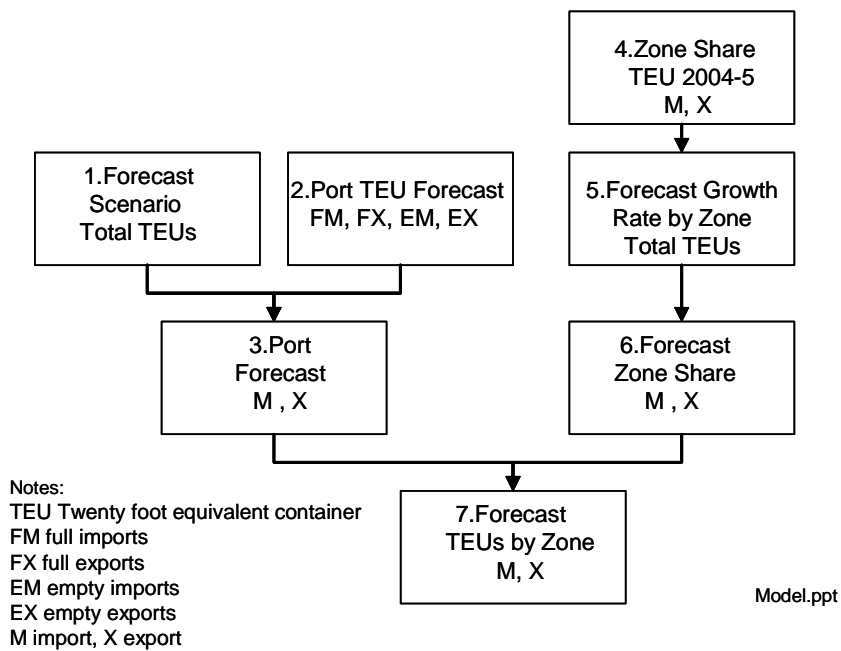 4.Zone Share
TEU 2004-5
M, X
1.Forecast
Scenario
Total TEUs
2.Port TEU Forecast
FM, FX, EM, EX
5.Forecast Growth
Rate by Zone
Total TEUs
3.Port
Forecast
M , X
6.Forecast
Zone Share
M , X
7.Forecast
TEUs by Zone
M, X
Notes:
TEU Twenty foot equivalent container
FM full imports
FX full exports
EM empty imports
EX empty exports
M import, X export
Model.ppt